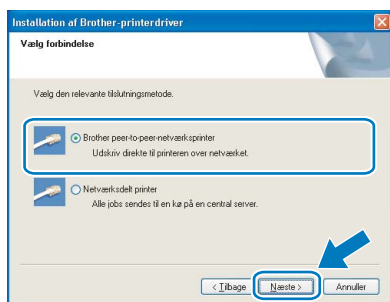 Installation af Brother-printerdriver
Vælg forbindelse
Vælg den relevante tilslutningsmetode.
Brother peer-to-peer-netværksprinter
Udskriv direkte til printeren over netværket.
Netværksdelt printer
Alle jobs sendes til en kø på en central server.
< Tilbage Næste > Annuller